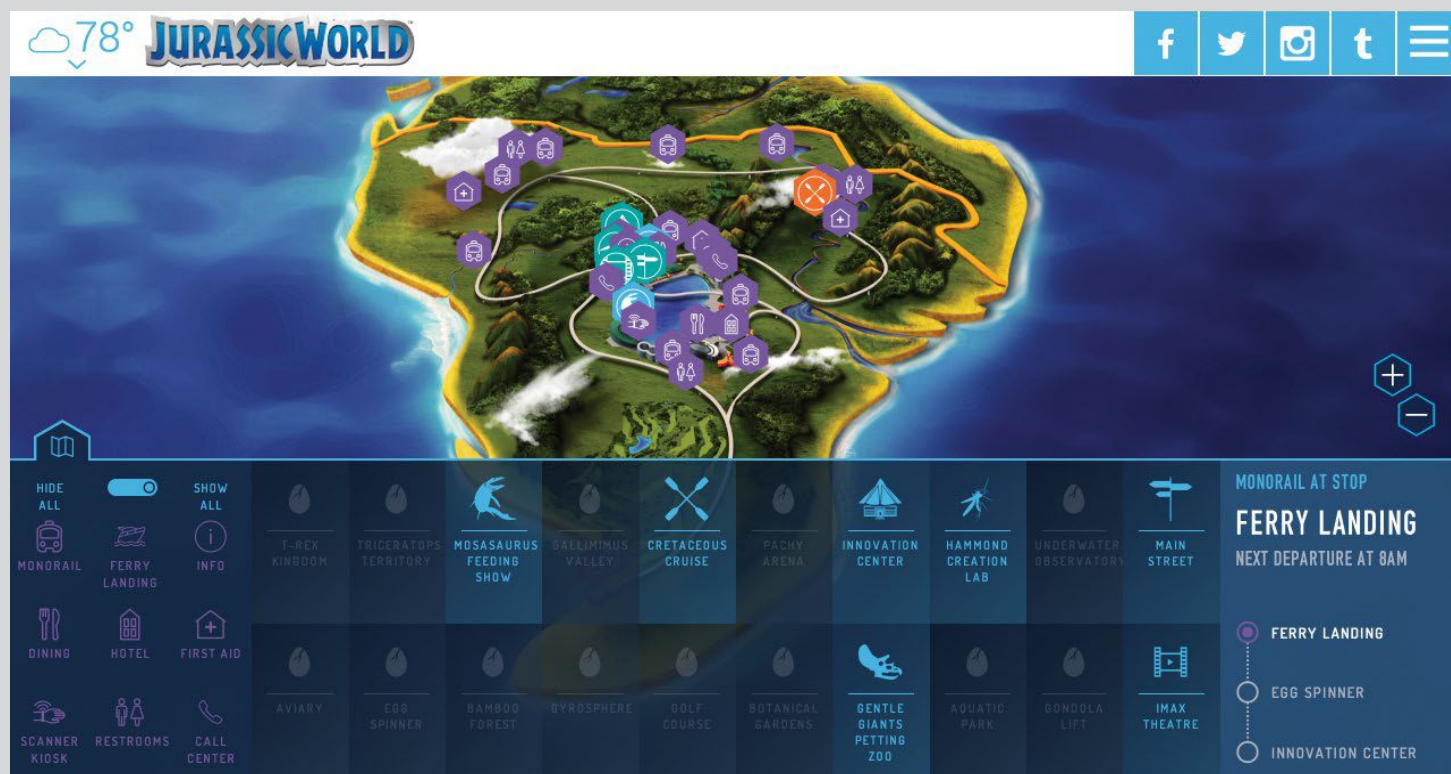 78°
JURASSIC WORLD™
f
t
HIDE
ALL
SHOW
ALL
MONORAIL
FERRY
LANDING
INFO
DINING
HOTEL
FIRST AID
SCANNER
KIOSK
RESTROOMS
CALL
CENTER
T-REX
KINGDOM
TRICERATOPS
TERRITORY
MOSASAURUS
FEEDING
SHOW
GALLIMIMUS
VALLEY
CRETACEOUS
CRUISE
PACHY
ARENA
INNOVATION
CENTER
HAMMOND
CREATION
LAB
UNDERWATER
OBSERVATORY
MAIN
STREET
AVIARY
EGG
SPINNER
BAMBOO
FOREST
GYROSPHERE
GOLF
COURSE
BOTANICAL
GARDENS
GENTLE
GIANTS
PETTING
ZOO
AQUATIC
PARK
GONDOLA
LIFT
IMAX
THEATRE
MONORAIL AT STOP
FERRY LANDING
NEXT DEPARTURE AT 8AM
FERRY LANDING
EGG SPINNER
INNOVATION CENTER